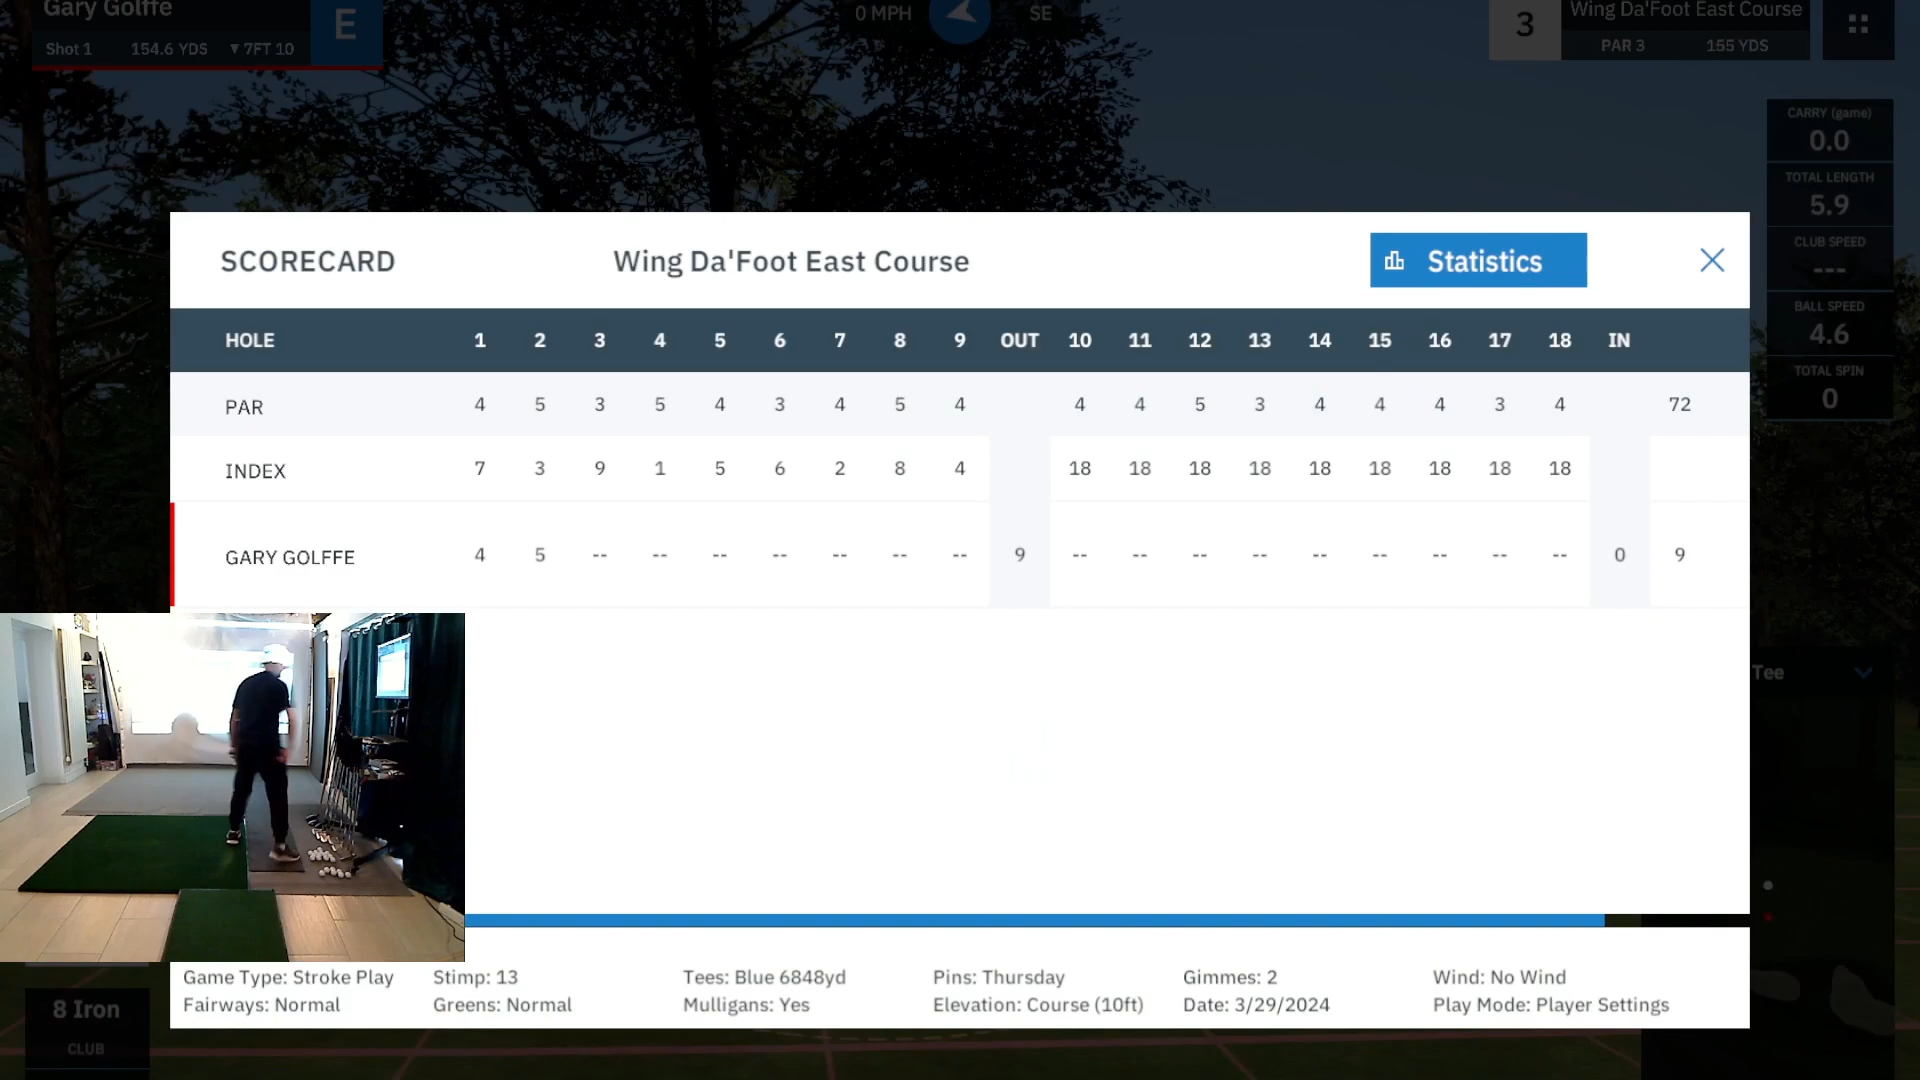 Gary Golffe
Shot 1 154.6 YDS ▼7FT 10
E
0 MPH SE
3
Wing Da'Foot East Course
PAR 3 155 YDS
CARRY (game)
0.0
TOTAL LENGTH
5.9
CLUB SPEED
---
BALL SPEED
4.6
TOTAL SPIN
0
SCORECARD Wing Da'Foot East Course Statistics
HOLE 1 2 3 4 5 6 7 8 9 OUT 10 11 12 13 14 15 16 17 18 IN
PAR 4 5 3 5 4 3 4 5 4 4 4 5 3 4 4 4 3 4 72
INDEX 7 3 9 1 5 6 2 8 4 18 18 18 18 18 18 18 18 18
GARY GOLFFE 4 5 -- -- -- -- -- -- -- 9 -- -- -- -- -- -- -- -- -- 0 9
Tee
Game Type: Stroke Play Stimp: 13 Tees: Blue 6848yd Pins: Thursday Gimmes: 2 Wind: No Wind
Fairways: Normal Greens: Normal Mulligans: Yes Elevation: Course (10ft) Date: 3/29/2024 Play Mode: Player Settings
8 Iron
CLUB